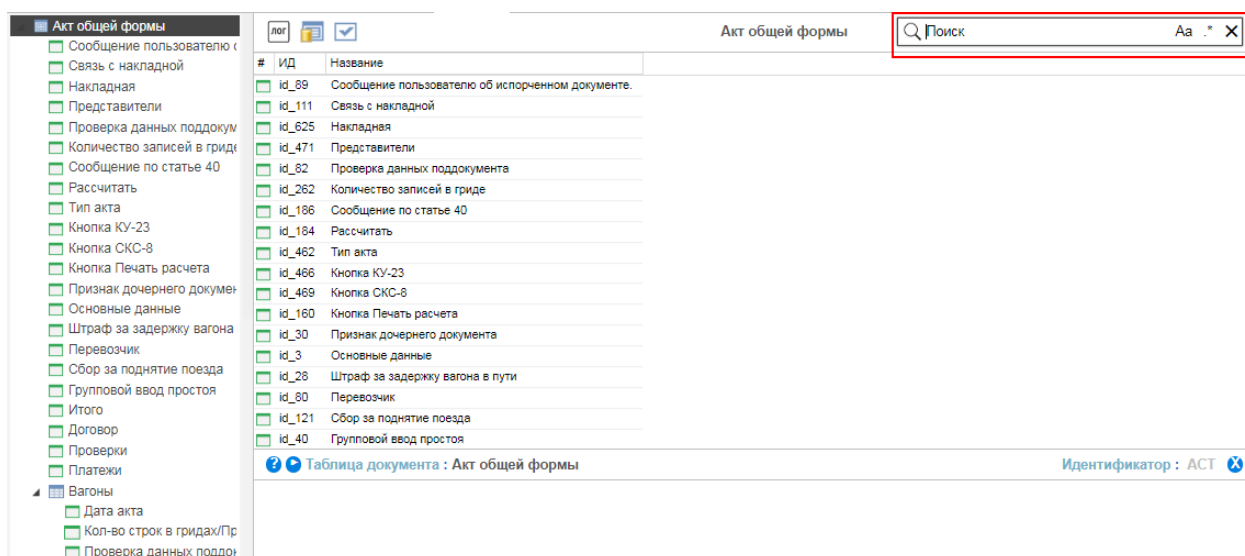 Акт общей формы
Сообщение пользователю о
Связь с накладной
Накладная
Представители
Проверка данных поддокум
Количество записей в гриде
Сообщение по статье 40
Рассчитать
Тип акта
Кнопка КУ-23
Кнопка СКС-8
Кнопка Печать расчета
Признак дочернего докумен
Основные данные
Штраф за задержку вагона
Перевозчик
Сбор за поднятие поезда
Групповой ввод простоя
Итого
Договор
Проверки
Платежи
Вагоны
Дата акта
Кол-во строк в гридах/Пр
Проверка данных поддок
лог Акт общей формы Поиск Aa .* X
# ИД Название
id_89 Сообщение пользователю об испорченном документе.
id_111 Связь с накладной
id_625 Накладная
id_471 Представители
id_82 Проверка данных поддокумента
id_262 Количество записей в гриде
id_186 Сообщение по статье 40
id_184 Рассчитать
id_462 Тип акта
id_466 Кнопка КУ-23
id_469 Кнопка СКС-8
id_160 Кнопка Печать расчета
id_30 Признак дочернего документа
id_3 Основные данные
id_28 Штраф за задержку вагона в пути
id_80 Перевозчик
id_121 Сбор за поднятие поезда
id_40 Групповой ввод простоя
? Таблица документа : Акт общей формы Идентификатор : ACT X